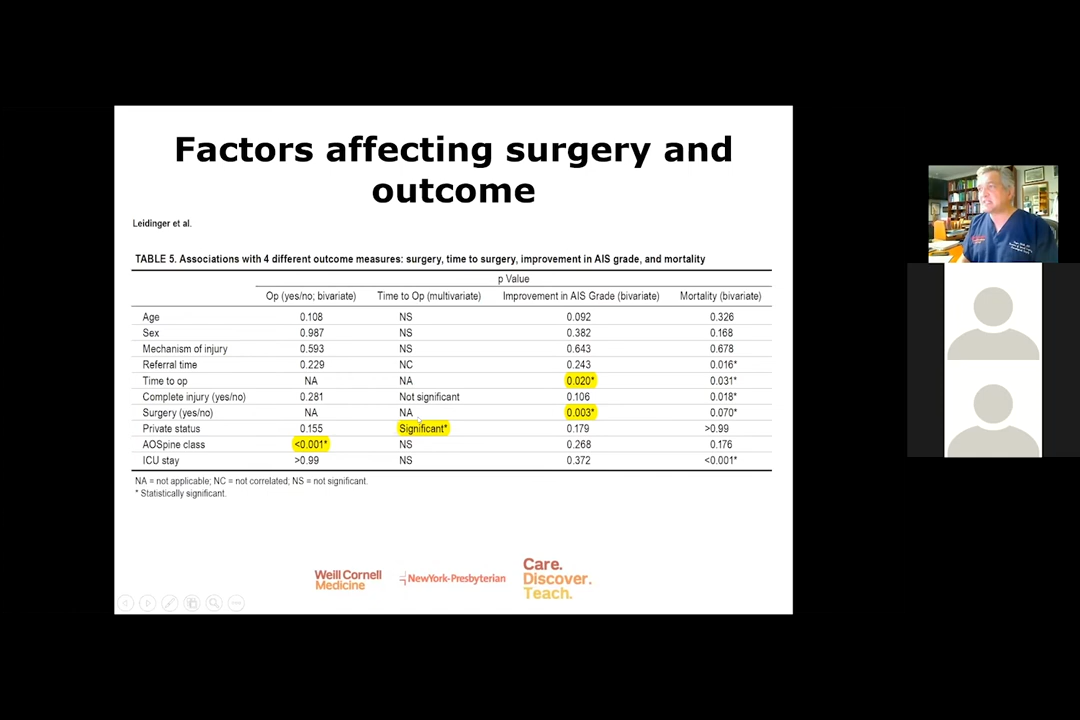 Factors affecting surgery and
outcome
Leidinger et al.
TABLE 5. Associations with 4 different outcome measures: surgery, time to surgery, improvement in AIS grade, and mortality
p Value
Op (yes/no; bivariate) Time to Op (multivariate) Improvement in AIS Grade (bivariate) Mortality (bivariate)
Age 0.108 NS 0.092 0.326
Sex 0.987 NS 0.382 0.168
Mechanism of injury 0.593 NS 0.643 0.678
Referral time 0.229 NC 0.243 0.016*
Time to op NA NA 0.020* 0.031*
Complete injury (yes/no) 0.281 Not significant 0.106 0.018*
Surgery (yes/no) NA NA 0.003* 0.070*
Private status 0.155 Significant* 0.179 >0.99
AOSpine class <0.001* NS 0.268 0.176
ICU stay >0.99 NS 0.372 <0.001*
NA = not applicable; NC = not correlated; NS = not significant.
* Statistically significant.
Weill Cornell
Medicine
NewYork-Presbyterian
Care.
Discover.
Teach.